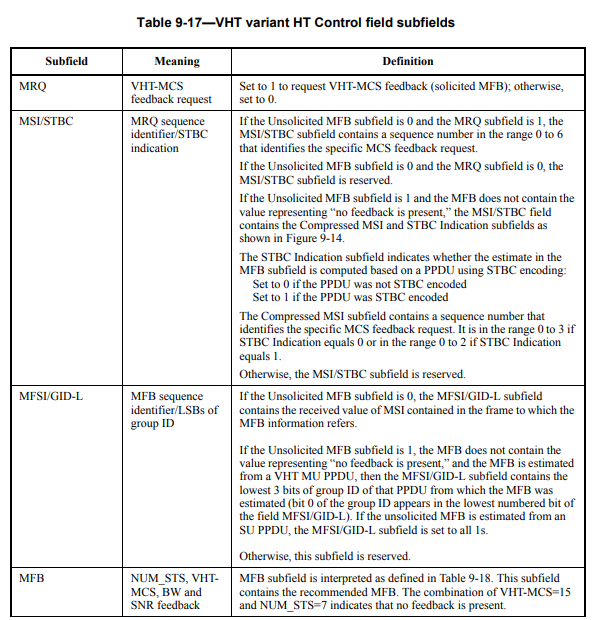 Table 9-17—VHT variant HT Control field subfields
Subfield Meaning Definition
MRQ VHT-MCS feedback request Set to 1 to request VHT-MCS feedback (solicited MFB); otherwise,
set to 0.
MSI/STBC MRQ sequence identifier/STBC indication If the Unsolicited MFB subfield is 0 and the MRQ subfield is 1, the
MSI/STBC subfield contains a sequence number in the range 0 to 6
that identifies the specific MCS feedback request.
If the Unsolicited MFB subfield is 0 and the MRQ subfield is 0, the
MSI/STBC subfield is reserved.
If the Unsolicited MFB subfield is 1 and the MFB does not contain the
value representing “no feedback is present,” the MSI/STBC field
contains the Compressed MSI and STBC Indication subfields as
shown in Figure 9-14.
The STBC Indication subfield indicates whether the estimate in the
MFB subfield is computed based on a PPDU using STBC encoding:
Set to 0 if the PPDU was not STBC encoded
Set to 1 if the PPDU was STBC encoded
The Compressed MSI subfield contains a sequence number that
identifies the specific MCS feedback request. It is in the range 0 to 3 if
STBC Indication equals 0 or in the range 0 to 2 if STBC Indication
equals 1.
Otherwise, the MSI/STBC subfield is reserved.
MFSI/GID-L MFB sequence identifier/LSBs of group ID If the Unsolicited MFB subfield is 0, the MFSI/GID-L subfield
contains the received value of MSI contained in the frame to which the
MFB information refers.
If the Unsolicited MFB subfield is 1, the MFB does not contain the
value representing “no feedback is present,” and the MFB is estimated
from a VHT MU PPDU, then the MFSI/GID-L subfield contains the
lowest 3 bits of group ID of that PPDU from which the MFB was
estimated (bit 0 of the group ID appears in the lowest numbered bit of
the field MFSI/GID-L). If the unsolicited MFB is estimated from an
SU PPDU, the MFSI/GID-L subfield is set to all 1s.
Otherwise, this subfield is reserved.
MFB NUM_STS, VHT-MCS, BW and SNR feedback MFB subfield is interpreted as defined in Table 9-18. This subfield
contains the recommended MFB. The combination of VHT-MCS=15
and NUM_STS=7 indicates that no feedback is present.